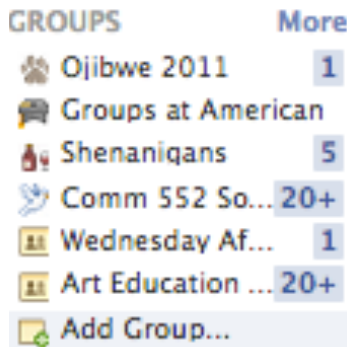 GROUPS More
Ojibwe 2011 1
Groups at American
Shenanigans 5
Comm 552 So... 20+
Wednesday Af... 1
Art Education ... 20+
Add Group...